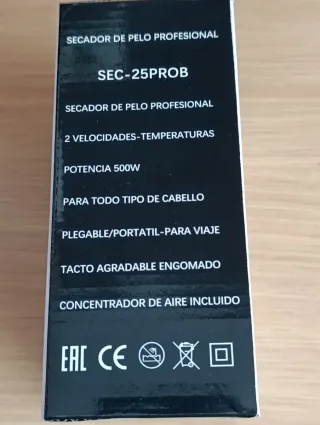 SECADOR DE PELO PROFESIONAL
SEC-25PROB
SECADOR DE PELO PROFESIONAL
2 VELOCIDADES-TEMPERATURAS
POTENCIA 500W
PARA TODO TIPO DE CABELLO
PLEGABLE/PORTATIL-PARA VIAJE
TACTO AGRADABLE ENGOMADO
CONCENTRADOR DE AIRE INCLUIDO
EAC CE